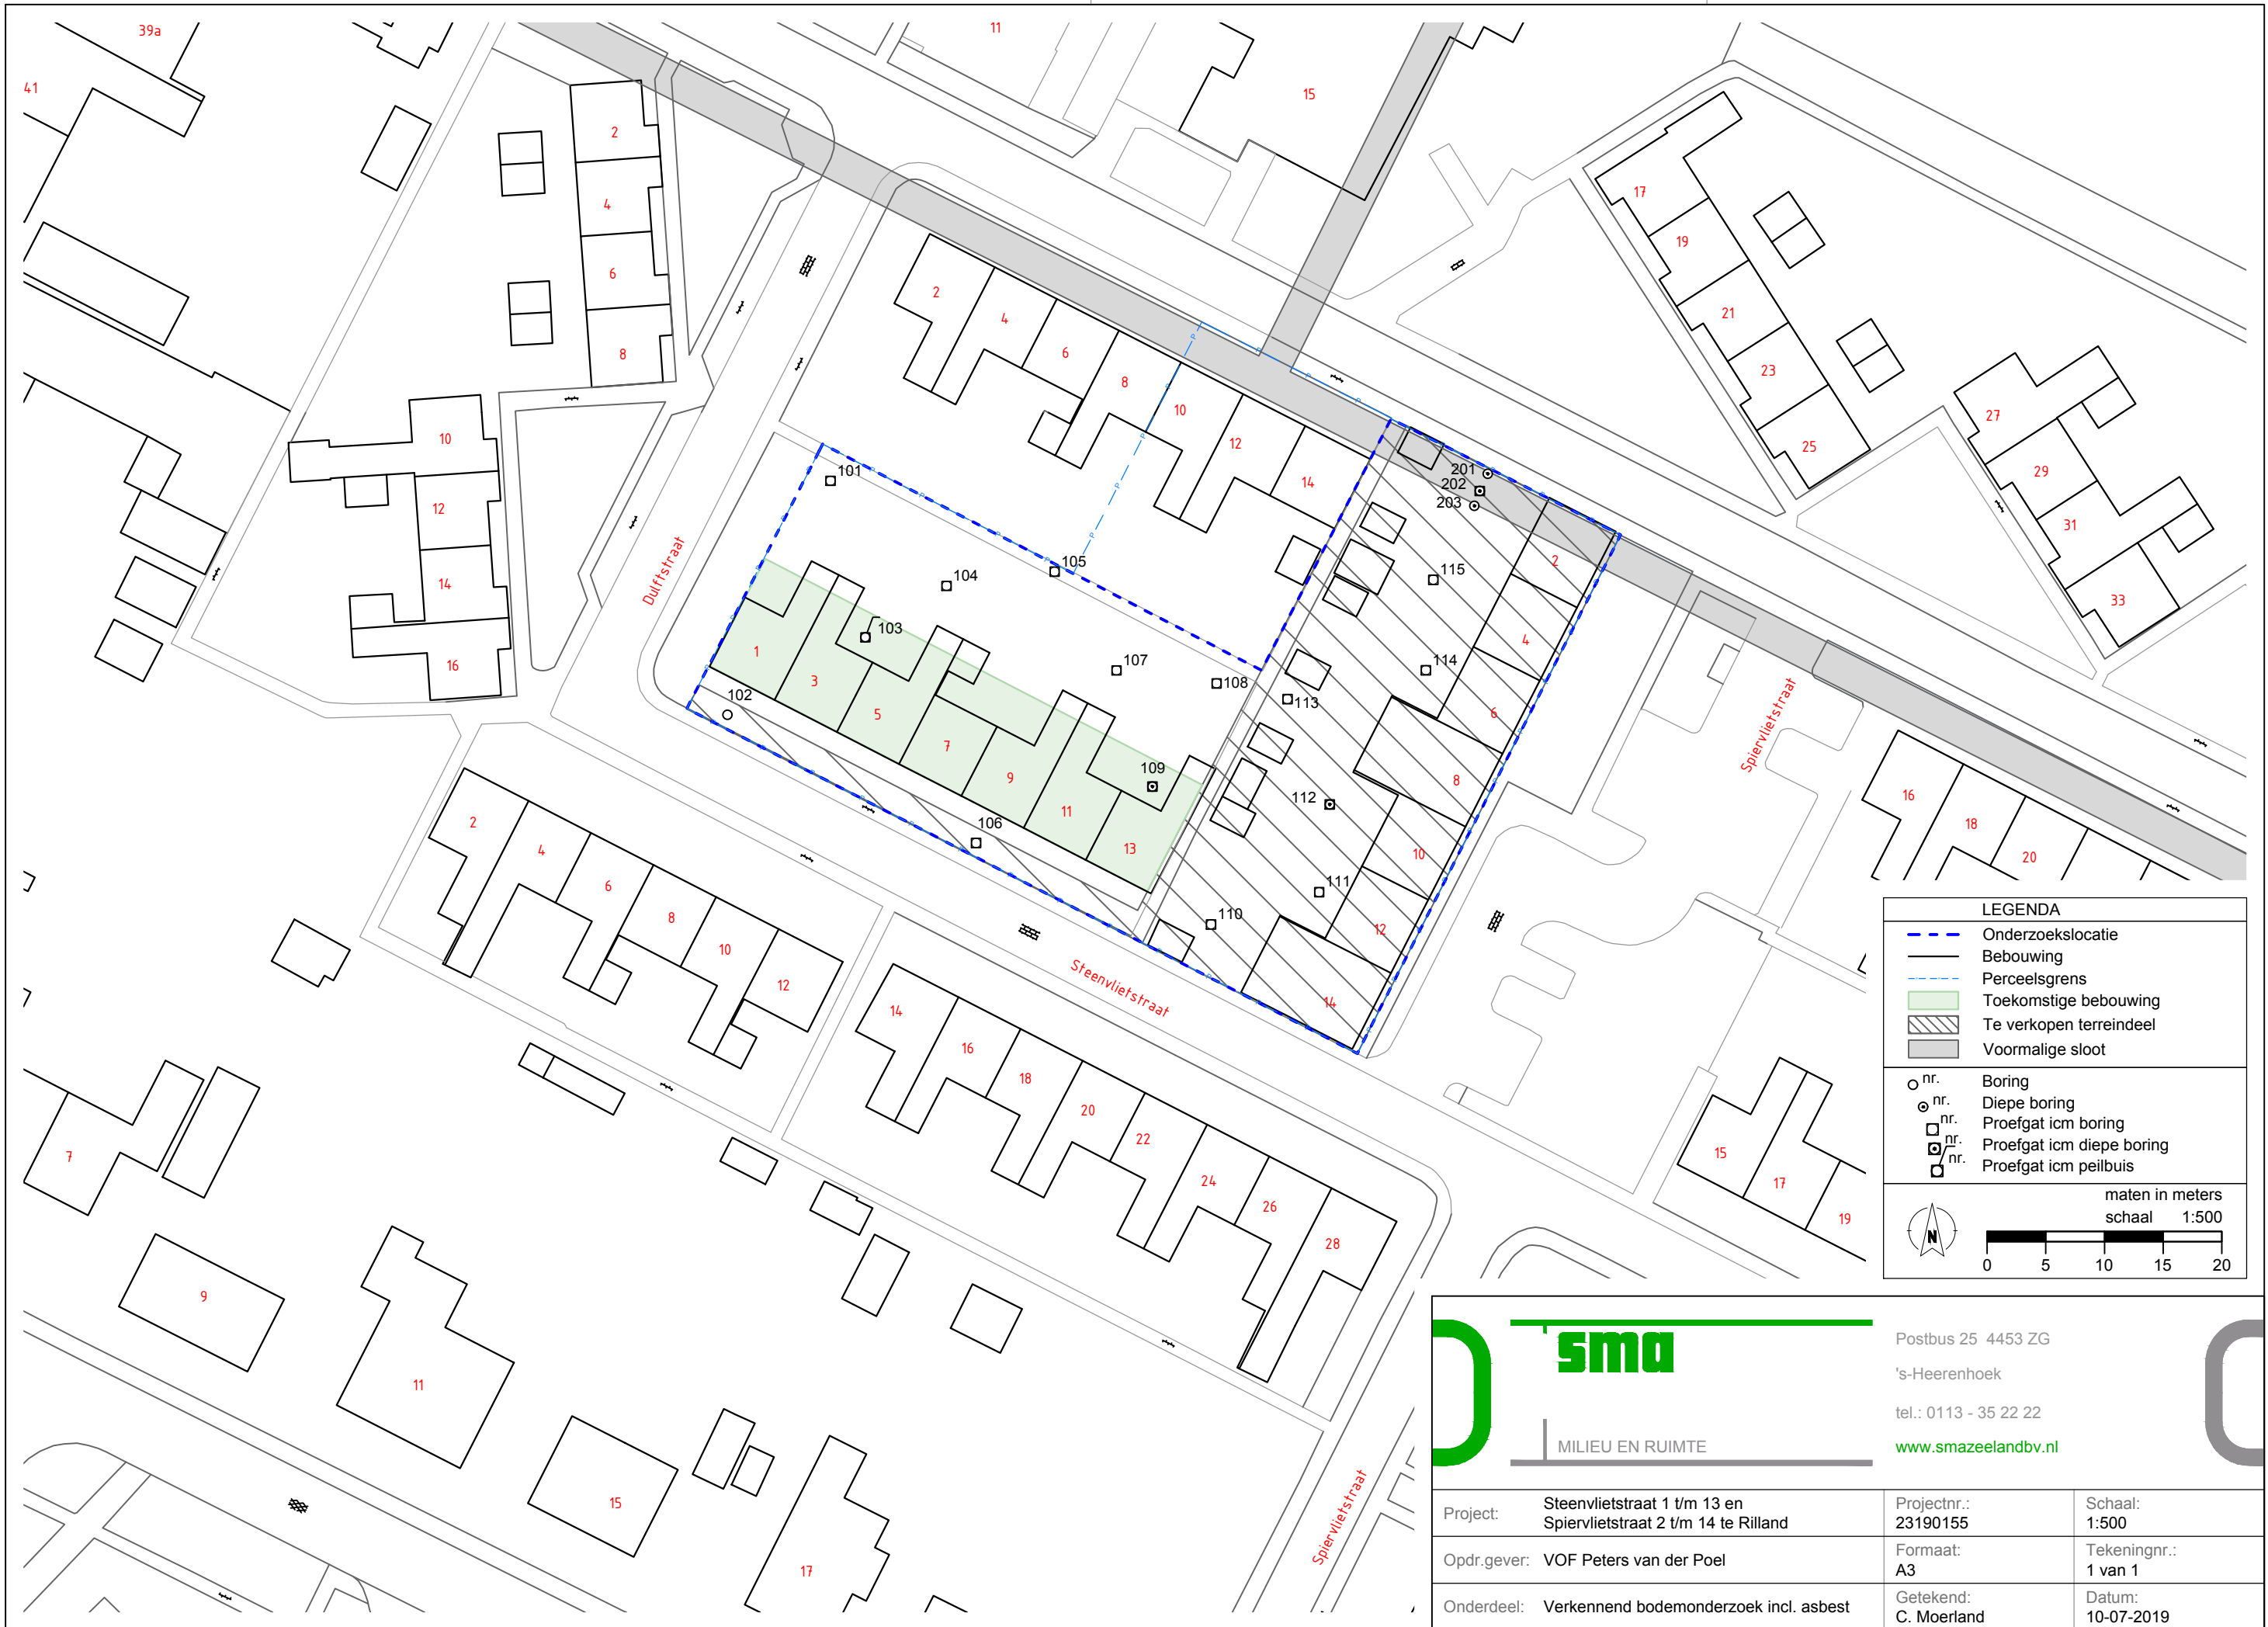 39a
41
11
15
2
4
6
8
10
12
14
16
17
19
21
23
25
27
29
31
33
2
4
6
8
10
12
14
101
102
103
104
105
106
107
108
109
110
111
112
113
114
115
201
202
203
1
3
5
7
9
11
13
2
4
6
8
10
12
14
Dulftstraat
Spiervlietstraat
Steenvlietstraat
16
18
20
2
4
6
8
10
12
14
16
18
20
22
24
26
28
15
17
19
7
9
11
15
17
Spiervlietstraat
LEGENDA
Onderzoekslocatie
Bebouwing
Perceelsgrens
Toekomstige bebouwing
Te verkopen terreindeel
Voormalige sloot
nr. Boring
nr. Diepe boring
nr. Proefgat icm boring
nr. Proefgat icm diepe boring
nr. Proefgat icm peilbuis
maten in meters
schaal 1:500
N
0 5 10 15 20
sma
MILIEU EN RUIMTE
Postbus 25 4453 ZG
's-Heerenhoek
tel.: 0113 - 35 22 22
www.smazeelandbv.nl
Project: Steenvlietstraat 1 t/m 13 en
Spiervlietstraat 2 t/m 14 te Rilland
Projectnr.:
23190155
Schaal:
1:500
Opdr.gever: VOF Peters van der Poel
Formaat:
A3
Tekeningnr.:
1 van 1
Onderdeel: Verkennend bodemonderzoek incl. asbest
Getekend:
C. Moerland
Datum:
10-07-2019